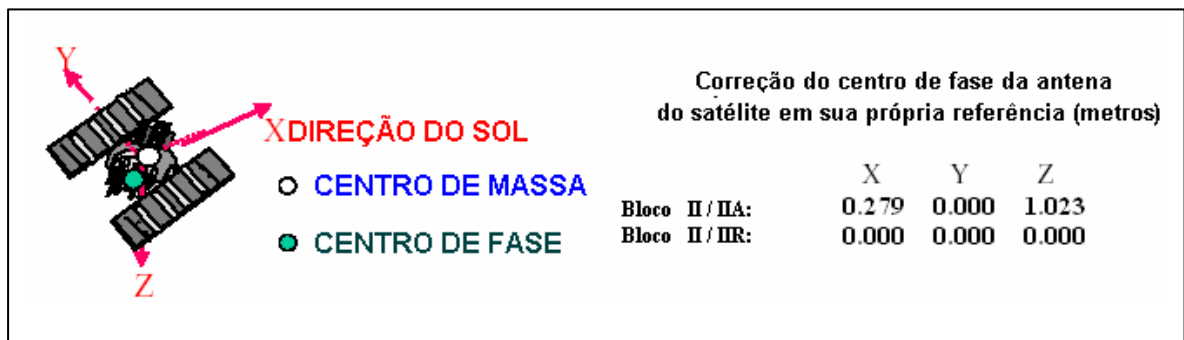 Y
X DIREÇÃO DO SOL
CENTRO DE MASSA
CENTRO DE FASE
Z
Correção do centro de fase da antena
do satélite em sua própria referência (metros)
X Y Z
Bloco II / IIA: 0.279 0.000 1.023
Bloco II / IIR: 0.000 0.000 0.000